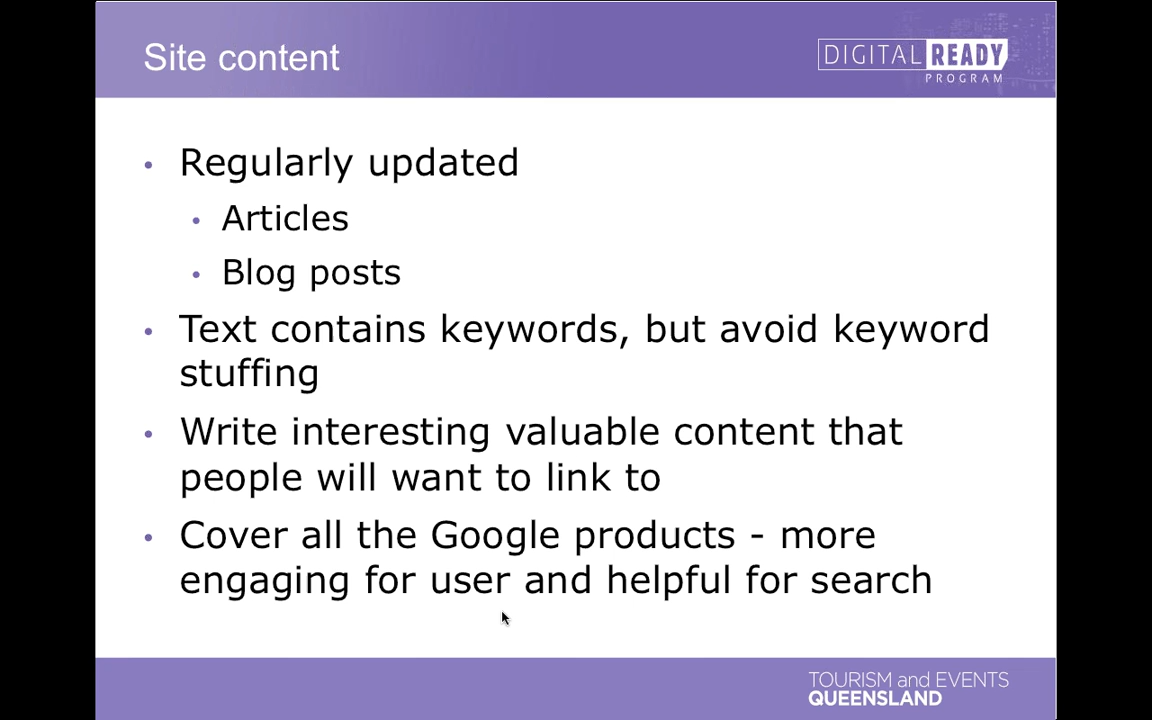 Site content
DIGITAL READY
PROGRAM
• Regularly updated
• Articles
• Blog posts
• Text contains keywords, but avoid keyword
stuffing
• Write interesting valuable content that
people will want to link to
• Cover all the Google products - more
engaging for user and helpful for search
TOURISM and EVENTS
QUEENSLAND